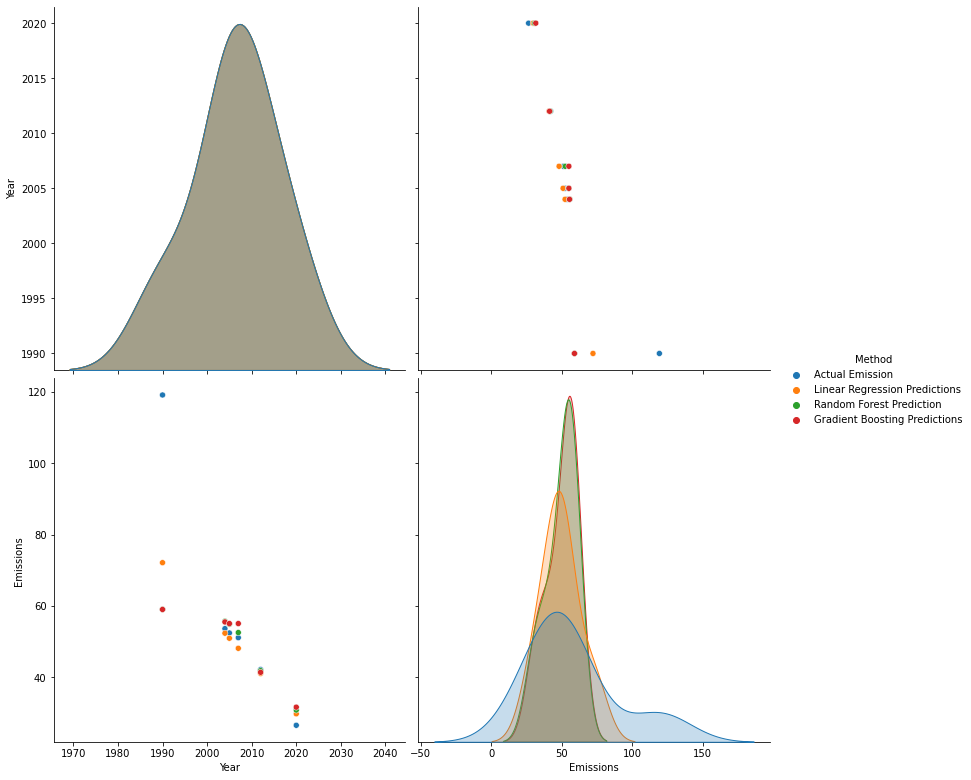 2020
2015
2010
2005
2000
1995
1990
Year
Method
Actual Emission
Linear Regression Predictions
Random Forest Prediction
Gradient Boosting Predictions
120
100
80
60
40
Emissions
1970 1980 1990 2000 2010 2020 2030 2040
Year
−50 0 50 100 150
Emissions